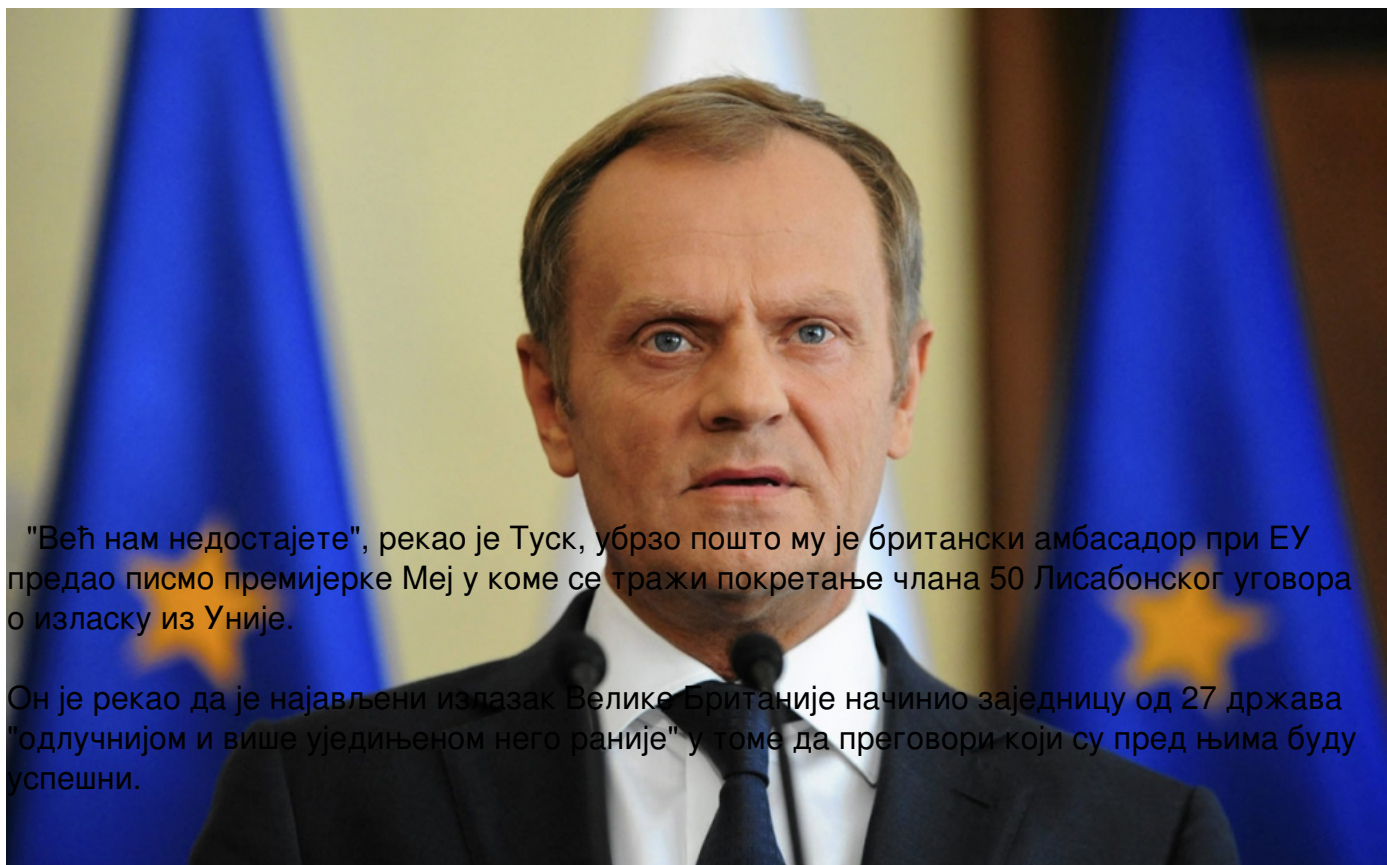 "Већ нам недостајете", рекао је Туск, убрзо пошто му је британски амбасадор при ЕУ
предао писмо премијерке Меј у коме се тражи покретање члана 50 Лисабонског уговора
о изласку из Уније.
Он је рекао да је најављени излазак Велике Британије начинио заједницу од 27 држава
"одлучнијом и више уједињеном него раније" у томе да преговори који су пред њима буду
успешни.